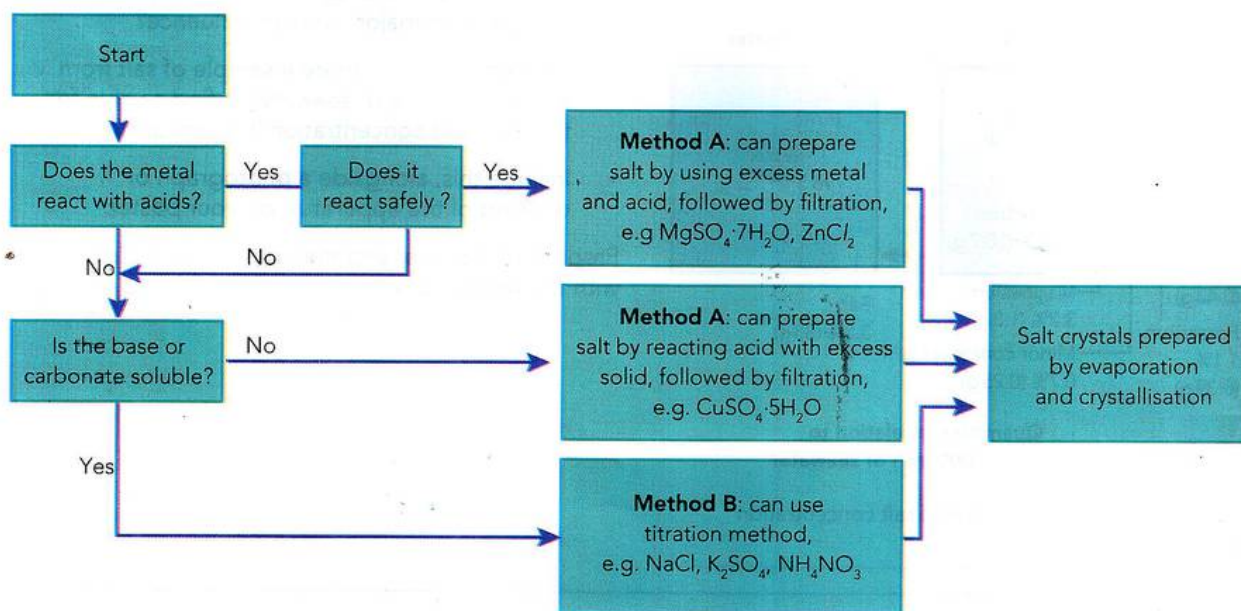 Start
Does the metal
react with acids?
Yes
Does it
react safely ?
Yes
Method A: can prepare
salt by using excess metal
and acid, followed by filtration,
e.g MgSO₄·7H₂O, ZnCl₂
No
No
Is the base or
carbonate soluble?
No
Method A: can prepare
salt by reacting acid with excess
solid, followed by filtration,
e.g. CuSO₄·5H₂O
Salt crystals prepared
by evaporation
and crystallisation
Yes
Method B: can use
titration method,
e.g. NaCl, K₂SO₄, NH₄NO₃